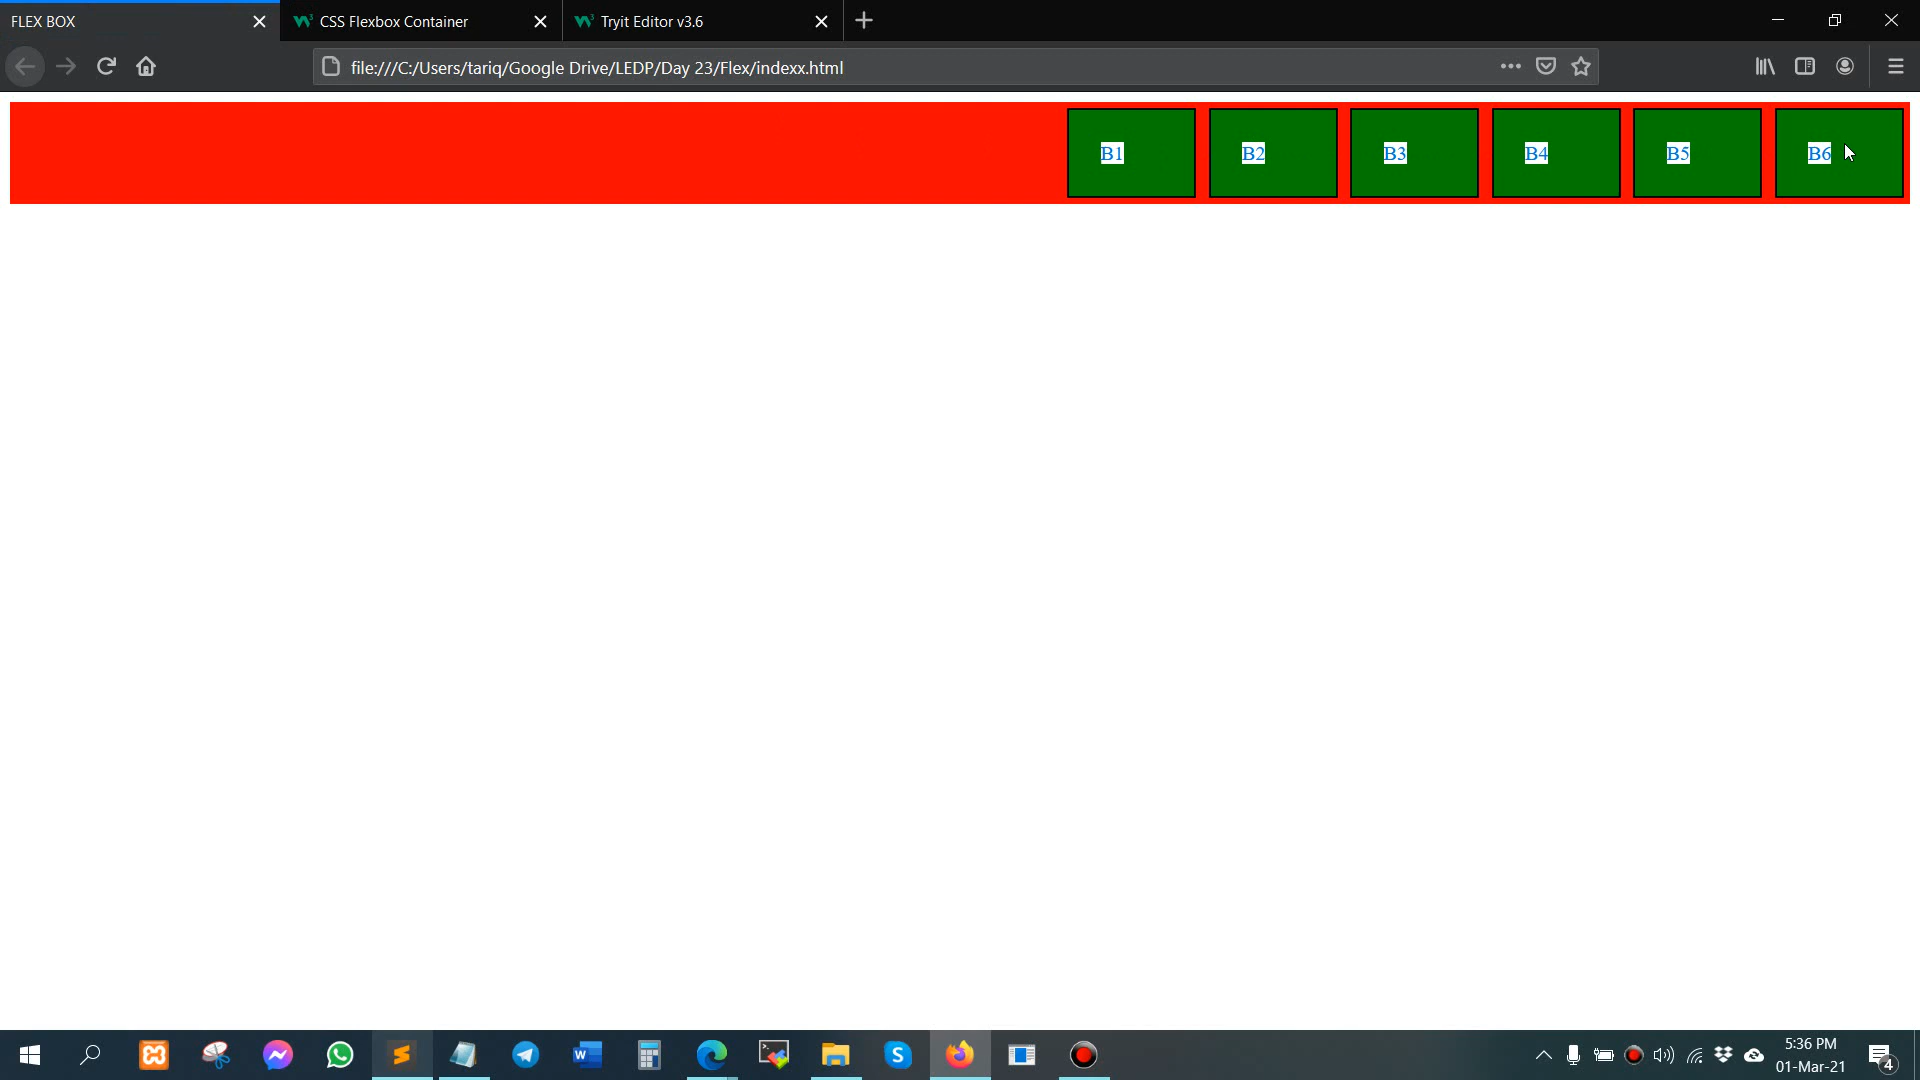 FLEX BOX
CSS Flexbox Container
Tryit Editor v3.6
file:///C:/Users/tariq/Google Drive/LEDP/Day 23/Flex/indexx.html
B1 B2 B3 B4 B5 B6
5:36 PM
01-Mar-21
4